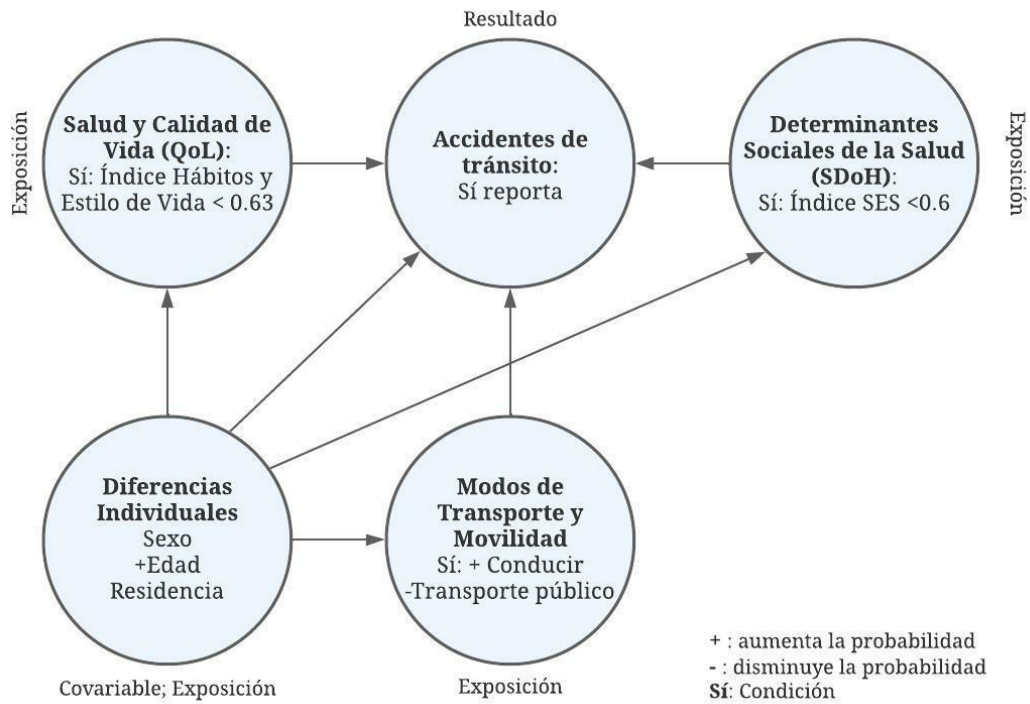 Resultado
Exposición
Salud y Calidad de
Vida (QoL):
Sí: Índice Hábitos y
Estilo de Vida < 0.63
Accidentes de
tránsito:
Sí reporta
Determinantes
Sociales de la Salud
(SDoH):
Sí: Índice SES <0.6
Exposición
Diferencias
Individuales
Sexo
+Edad
Residencia
Modos de
Transporte y
Movilidad
Sí: + Conducir
-Transporte público
Covariable; Exposición
Exposición
+ : aumenta la probabilidad
- : disminuye la probabilidad
Sí: Condición